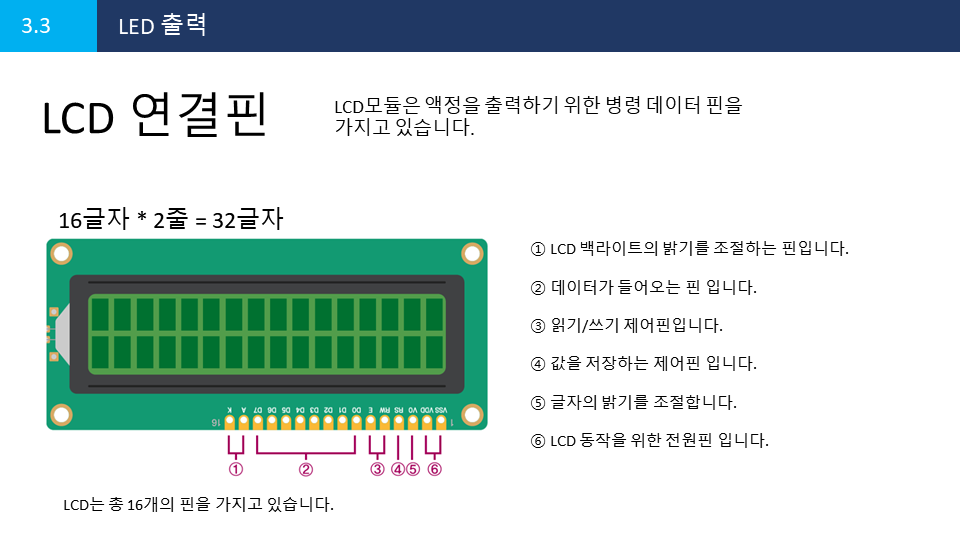 3.3
LED 출력
LCD 연결핀
LCD모듈은 액정을 출력하기 위한 병령 데이터 핀을
가지고 있습니다.
16글자 * 2줄 = 32글자
16 K A D7 D6 D5 D4 D3 D2 D1 D0 E RW RS V0 VDD VSS 1
① ② ③ ④ ⑤ ⑥
LCD는 총 16개의 핀을 가지고 있습니다.
① LCD 백라이트의 밝기를 조절하는 핀입니다.
② 데이터가 들어오는 핀 입니다.
③ 읽기/쓰기 제어핀입니다.
④ 값을 저장하는 제어핀 입니다.
⑤ 글자의 밝기를 조절합니다.
⑥ LCD 동작을 위한 전원핀 입니다.